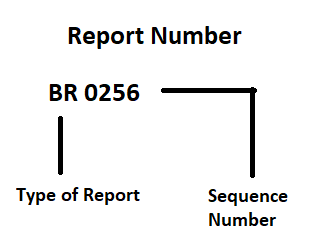 Report Number
BR 0256
Type of Report
Sequence
Number